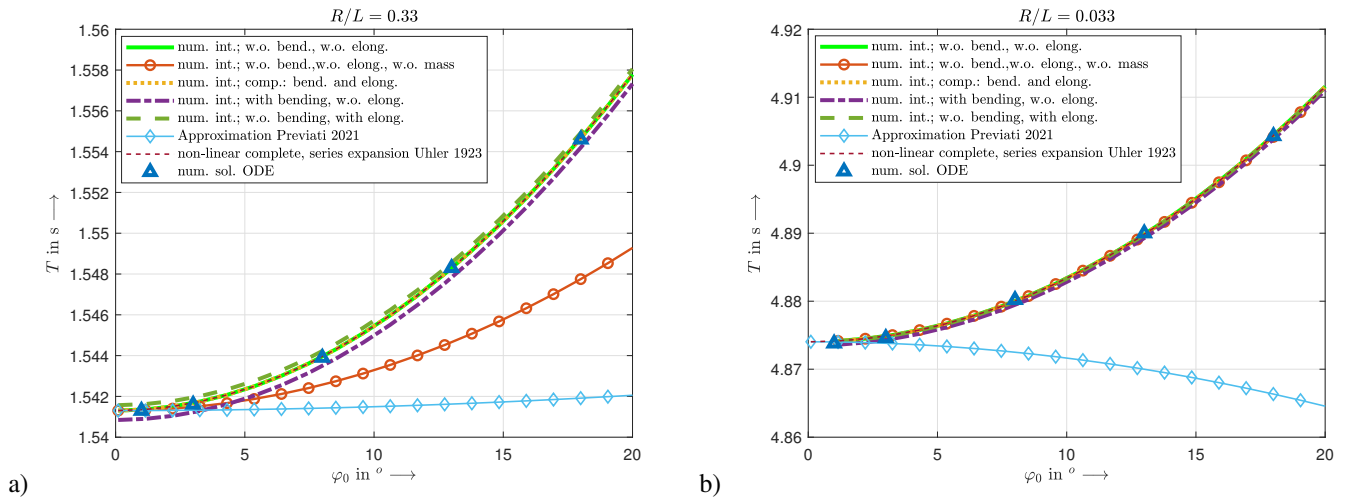 R/L = 0.33
1.56
1.558
1.556
1.554
1.552
1.55
1.548
1.546
1.544
1.542
1.54
T in s ⟶
num. int.; w.o. bend., w.o. elong.
num. int.; w.o. bend.,w.o. elong., w.o. mass
num. int.; comp.: bend. and elong.
num. int.; with bending, w.o. elong.
num. int.; w.o. bending, with elong.
Approximation Previati 2021
non-linear complete, series expansion Uhler 1923
num. sol. ODE
0 5 10 15 20
φ₀ in ° ⟶
a)
R/L = 0.033
4.92
4.91
4.9
4.89
4.88
4.87
4.86
T in s ⟶
num. int.; w.o. bend., w.o. elong.
num. int.; w.o. bend.,w.o. elong., w.o. mass
num. int.; comp.: bend. and elong.
num. int.; with bending, w.o. elong.
num. int.; w.o. bending, with elong.
Approximation Previati 2021
non-linear complete, series expansion Uhler 1923
num. sol. ODE
0 5 10 15 20
φ₀ in ° ⟶
b)